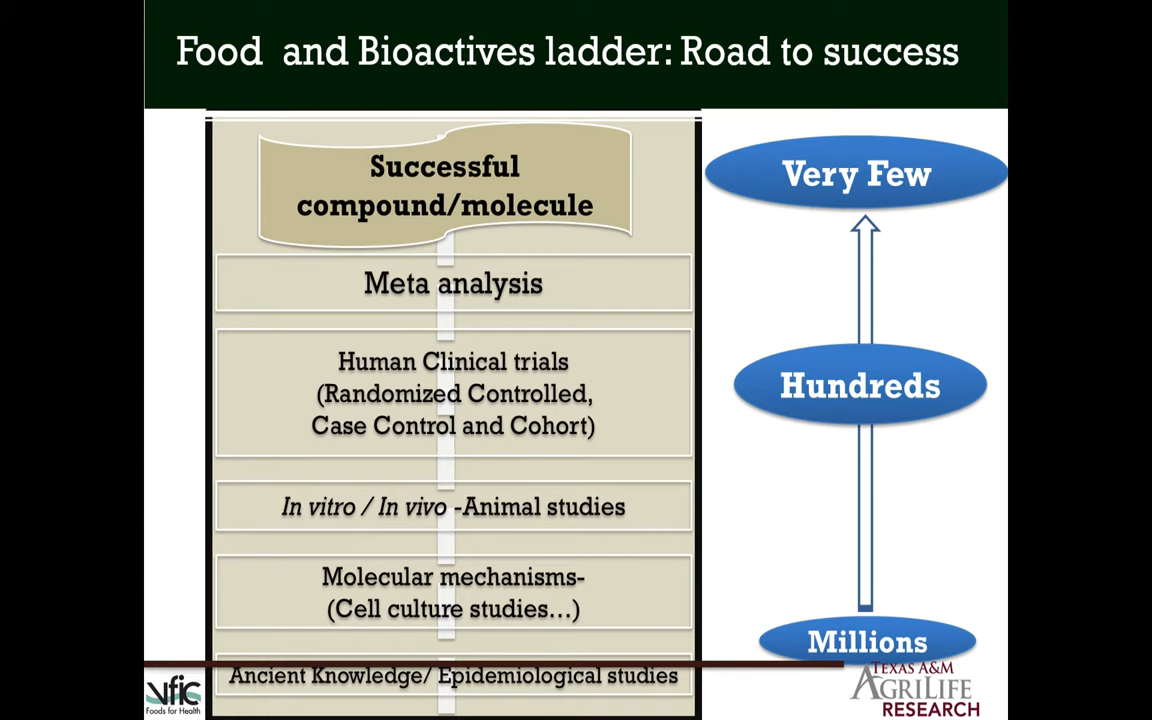 Food and Bioactives ladder: Road to success
Successful
compound/molecule
Very Few
Meta analysis
Human Clinical trials
(Randomized Controlled,
Case Control and Cohort)
Hundreds
In vitro / In vivo -Animal studies
Molecular mechanisms-
(Cell culture studies...)
Millions
Ancient Knowledge/ Epidemiological studies
vfic
Foods for Health
TEXAS A&M
AGRILIFE
RESEARCH